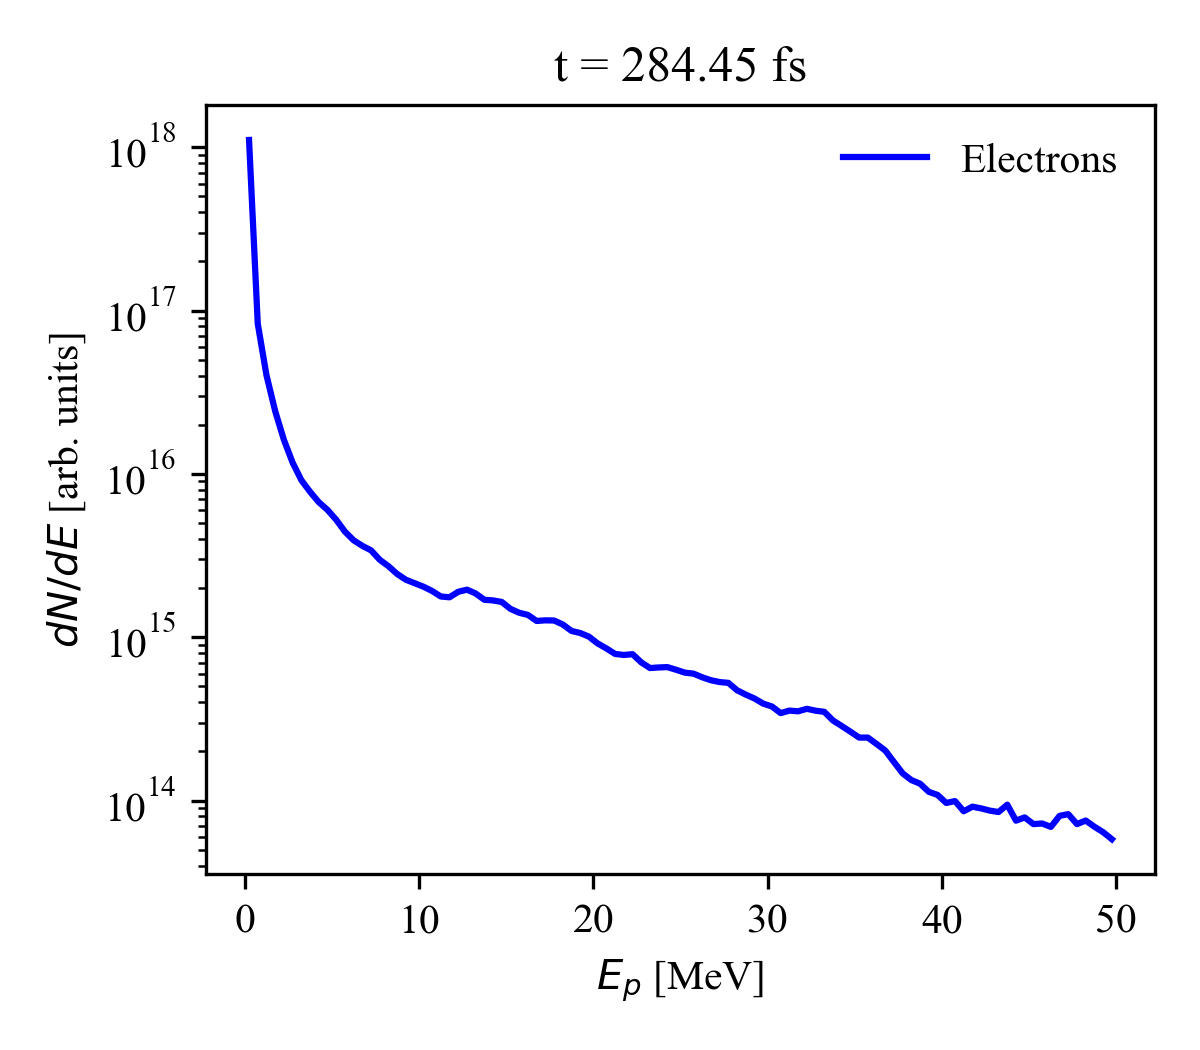 t = 284.45 fs
Electrons
dN/dE [arb. units]
10^18
10^17
10^16
10^15
10^14
0 10 20 30 40 50
E_p [MeV]